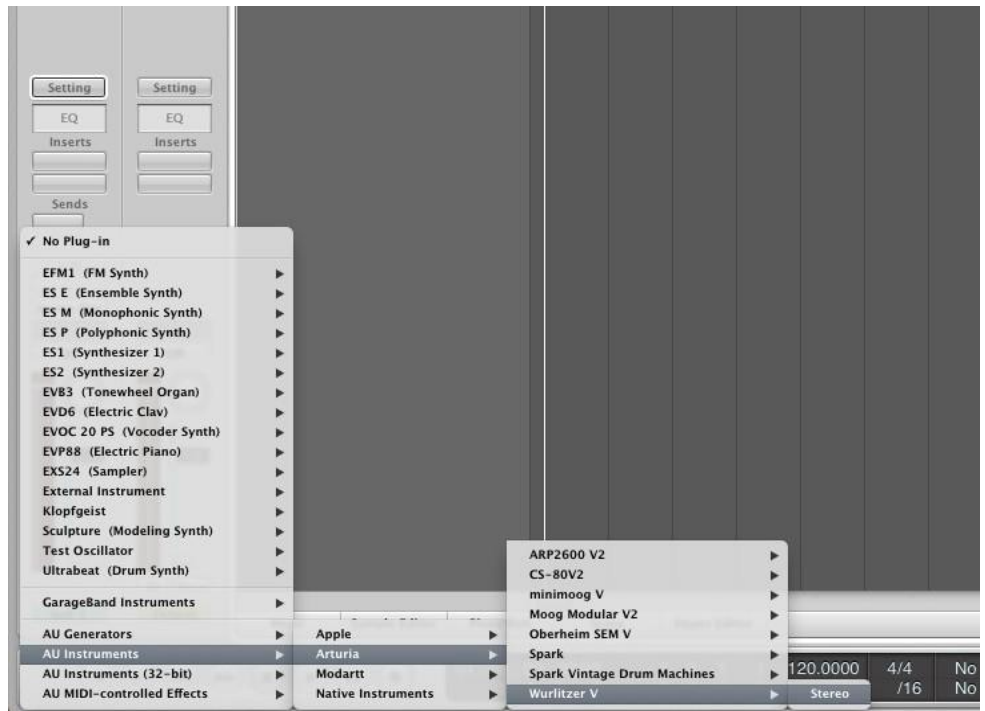 Setting
Setting
EQ
EQ
Inserts
Inserts
Sends
✓ No Plug-in
EFM1 (FM Synth)
ES E (Ensemble Synth)
ES M (Monophonic Synth)
ES P (Polyphonic Synth)
ES1 (Synthesizer 1)
ES2 (Synthesizer 2)
EVB3 (Tonewheel Organ)
EVD6 (Electric Clav)
EVOC 20 PS (Vocoder Synth)
EVP88 (Electric Piano)
EXS24 (Sampler)
External Instrument
Klopfgeist
Sculpture (Modeling Synth)
Test Oscillator
Ultrabeat (Drum Synth)
GarageBand Instruments
AU Generators
AU Instruments
AU Instruments (32-bit)
AU MIDI-controlled Effects
Apple
Arturia
Modartt
Native Instruments
ARP2600 V2
CS-80V2
minimoog V
Moog Modular V2
Oberheim SEM V
Spark
Spark Vintage Drum Machines
Wurlitzer V
Stereo
120.0000
4/4
No
/16
No